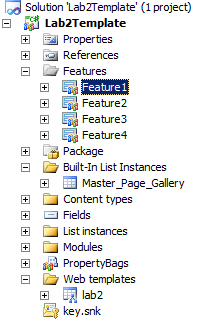 Solution 'Lab2Template' (1 project)
Lab2Template
Properties
References
Features
Feature1
Feature2
Feature3
Feature4
Package
Built-In List Instances
Master_Page_Gallery
Content types
Fields
List instances
Modules
PropertyBags
Web templates
lab2
key.snk